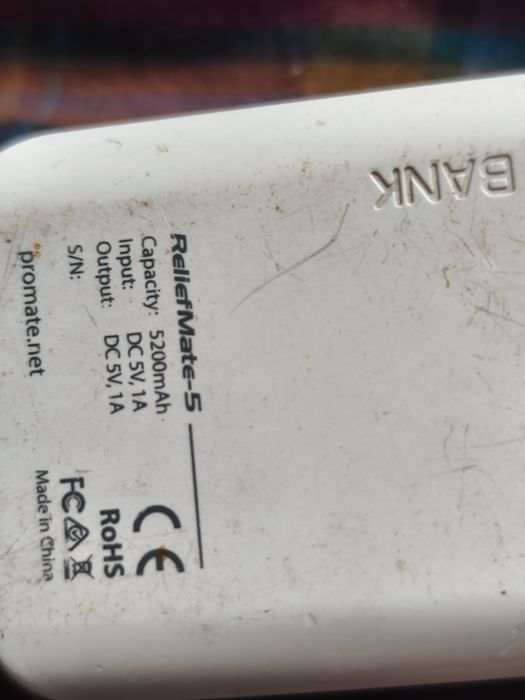 BANK
ReliefMate-5
Capacity: 5200mAh
Input: DC 5V, 1A
Output: DC 5V, 1A
S/N:
promate.net
CE
RoHS
FC
Made in China